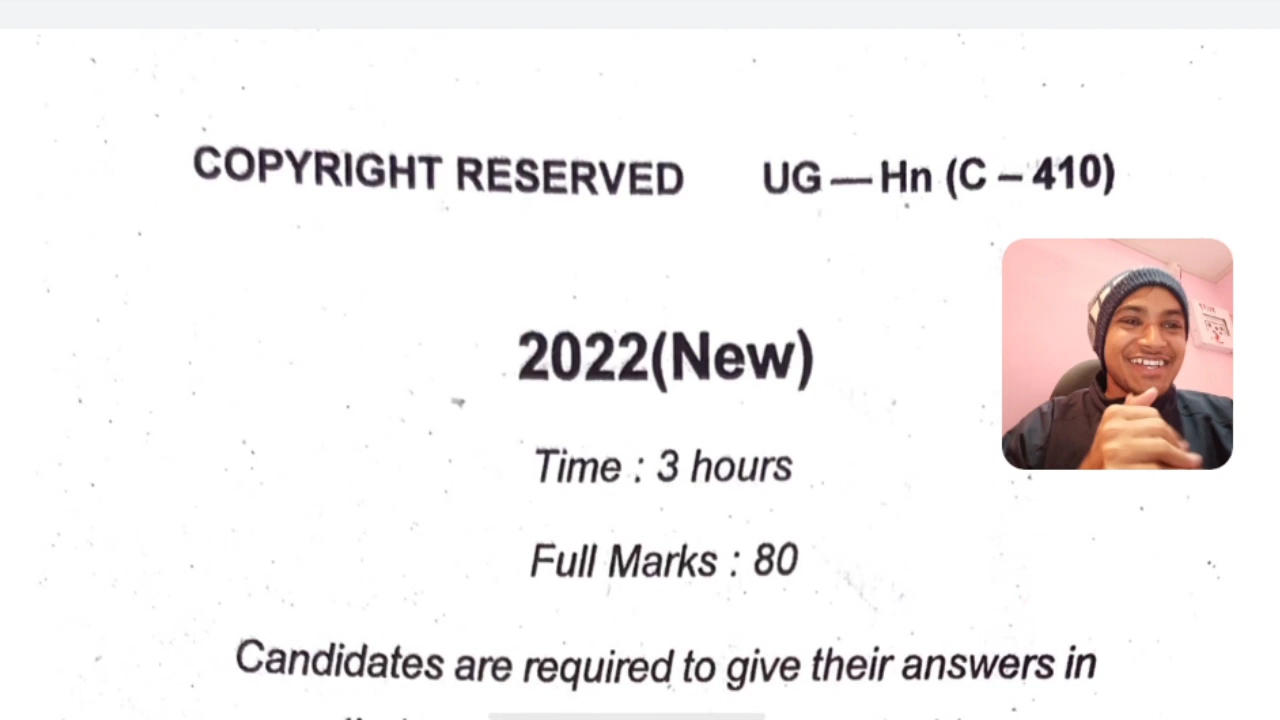 COPYRIGHT RESERVED UG — Hn (C – 410)
2022(New)
Time : 3 hours
Full Marks : 80
Candidates are required to give their answers in